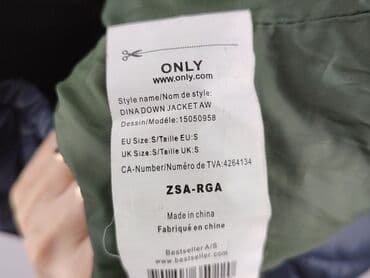 ONLY
www.only.com
Style name/Nom de style:
DINA DOWN JACKET AW
Dessin/Modéle: 15050958
EU Size:S/Taille EU:S
UK Size:S/Taille UK:S
CA-Number/Numéro de TVA:4264134
ZSA-RGA
Made in china
Fabriqué en chine
Bestseller A/S
www.bestseller.com